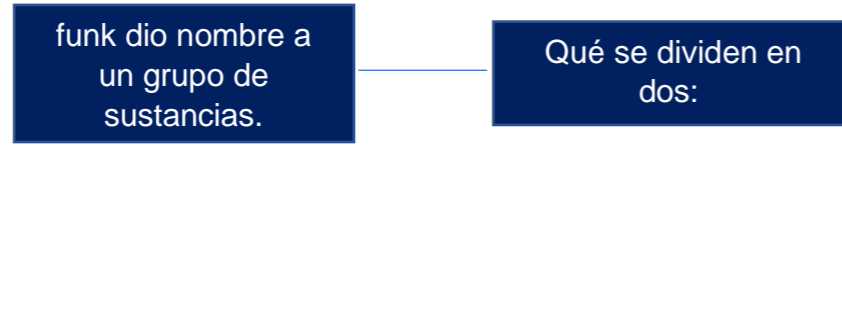 funk dio nombre a
un grupo de
sustancias.
Qué se dividen en
dos: